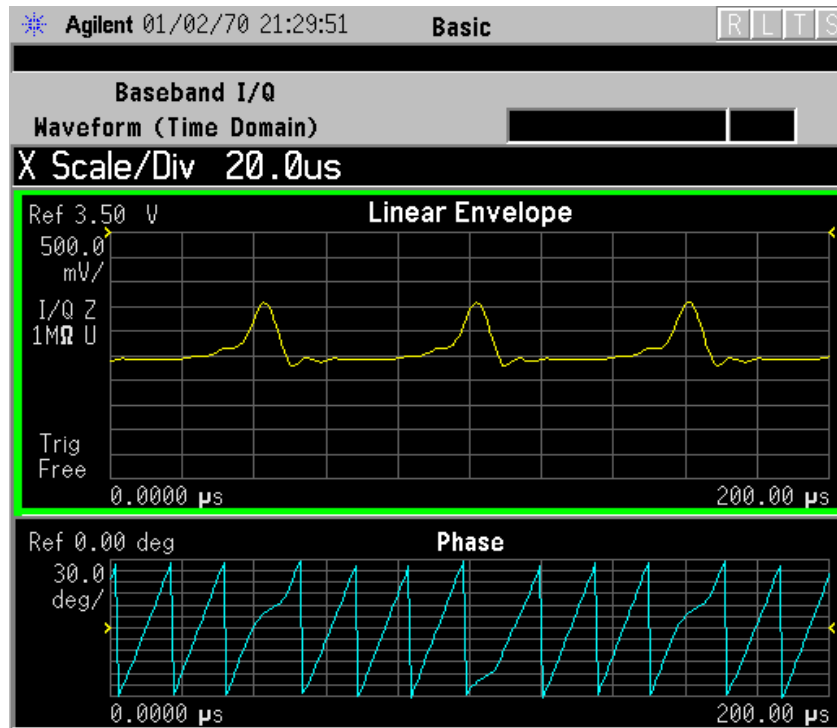 Agilent 01/02/70 21:29:51 Basic R L T S
Baseband I/Q
Waveform (Time Domain)
X Scale/Div 20.0us
Ref 3.50 V Linear Envelope
500.0
mV/
I/Q Z
1MΩ U
Trig
Free
0.0000 µs 200.00 µs
Ref 0.00 deg Phase
30.0
deg/
0.0000 µs 200.00 µs